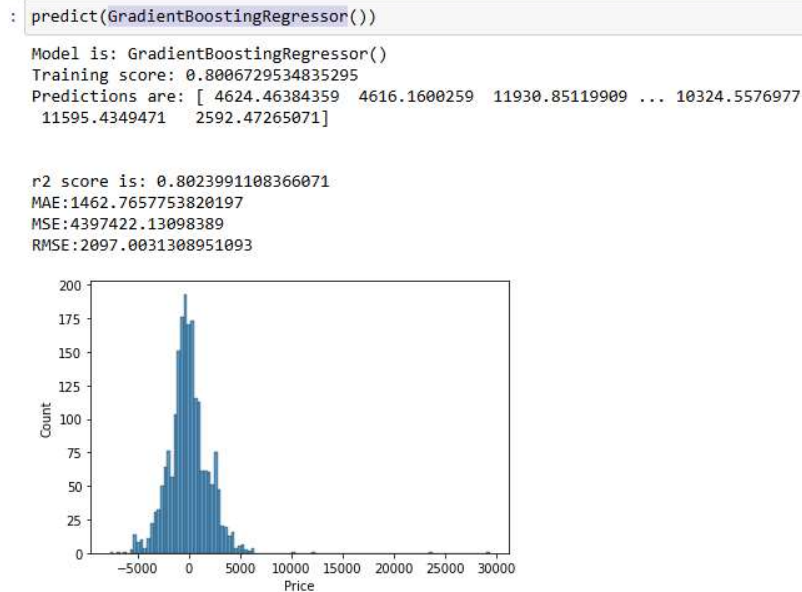 : predict(GradientBoostingRegressor())
Model is: GradientBoostingRegressor()
Training score: 0.8006729534835295
Predictions are: [ 4624.46384359 4616.1600259 11930.85119909 ... 10324.5576977
11595.4349471 2592.47265071]
r2 score is: 0.8023991108366071
MAE:1462.7657753820197
MSE:4397422.13098389
RMSE:2097.0031308951093
200
175
150
125
100
75
50
25
0
Count
−5000 0 5000 10000 15000 20000 25000 30000
Price